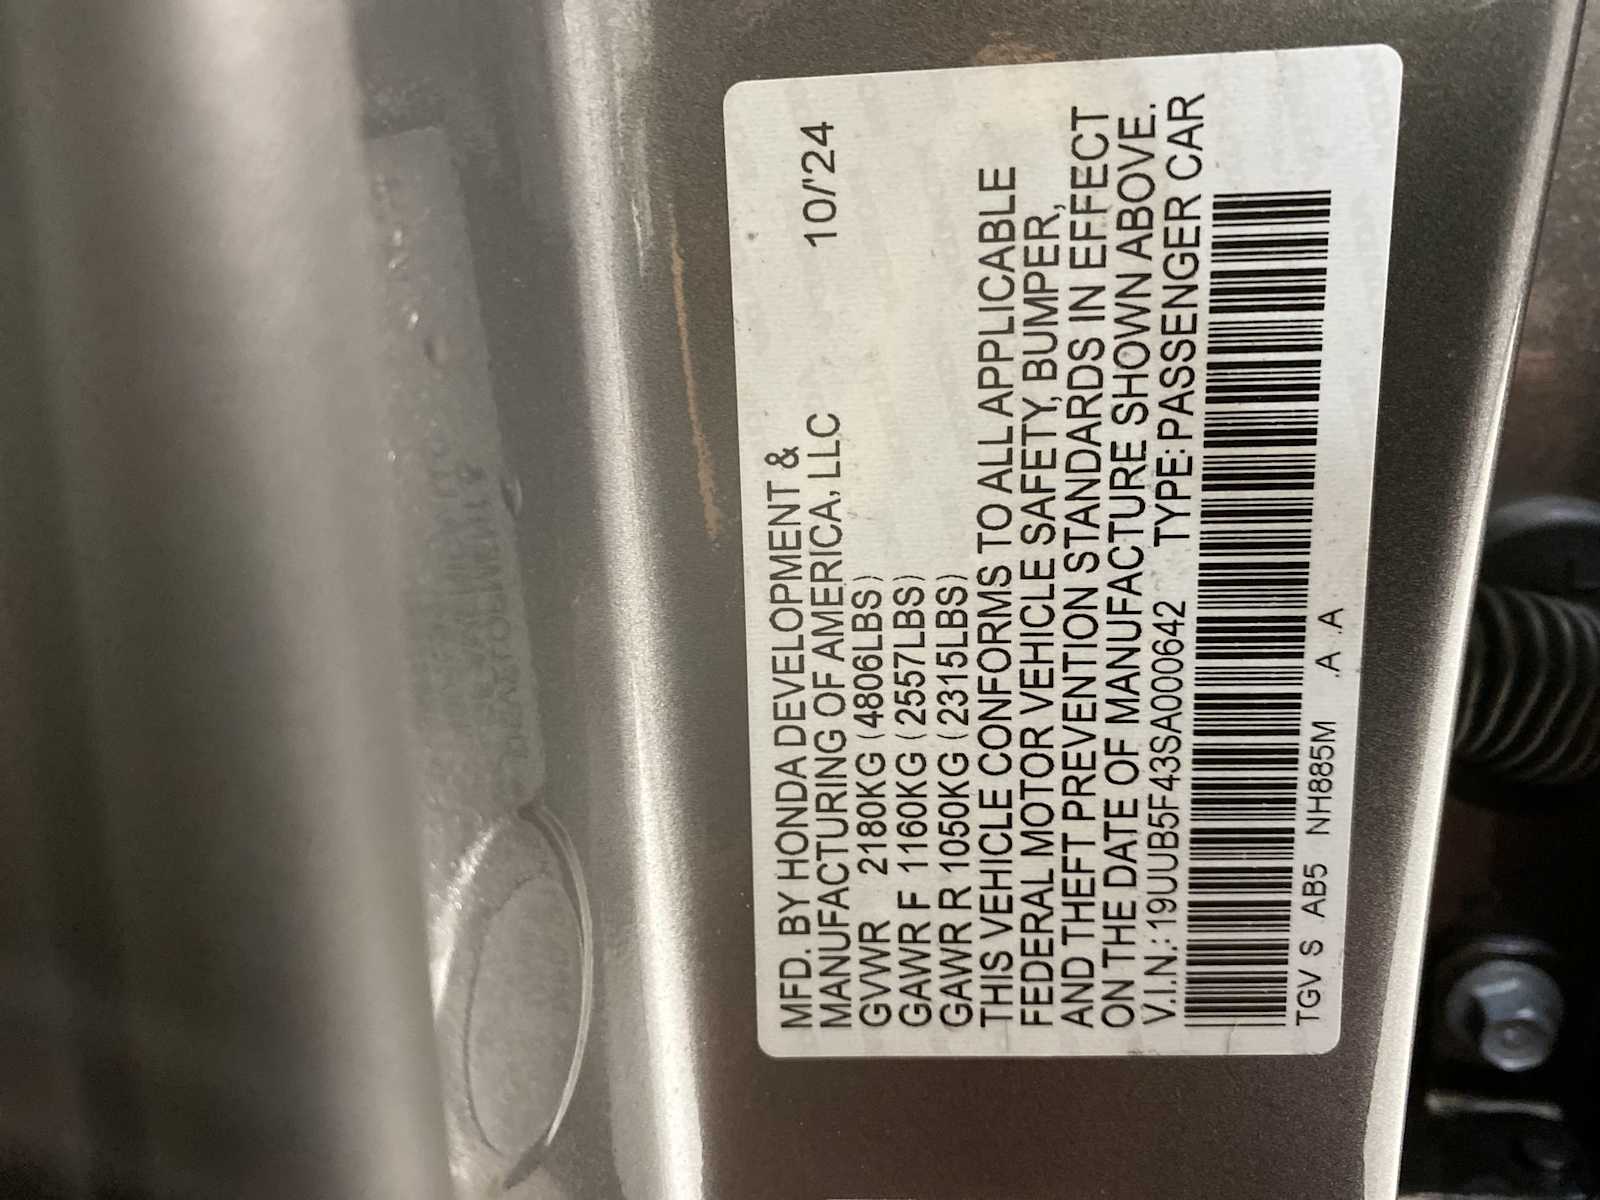 MFD. BY HONDA DEVELOPMENT &
MANUFACTURING OF AMERICA, LLC 10/'24
GVWR 2180KG (4806LBS)
GAWR F 1160KG (2557LBS)
GAWR R 1050KG (2315LBS)
THIS VEHICLE CONFORMS TO ALL APPLICABLE
FEDERAL MOTOR VEHICLE SAFETY, BUMPER,
AND THEFT PREVENTION STANDARDS IN EFFECT
ON THE DATE OF MANUFACTURE SHOWN ABOVE.
V.I.N.: 19UUB5F43SA000642 TYPE: PASSENGER CAR
TGV S AB5 NH885M .A .A